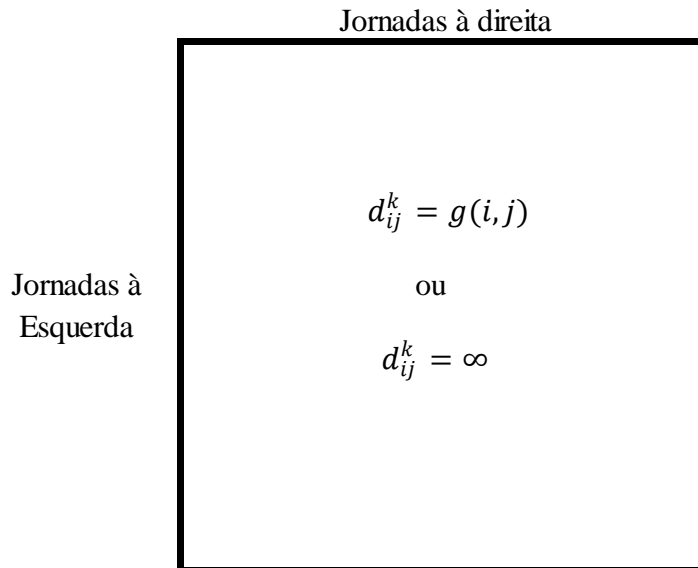 Jornadas à direita
d_{ij}^k = g(i,j)
Jornadas à
ou
Esquerda
d_{ij}^k = ∞